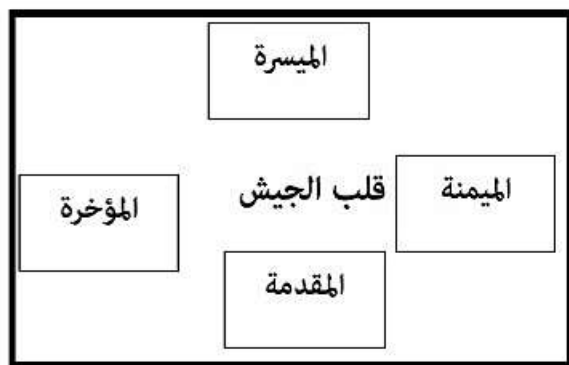 الميسرة
الميمنة
قلب الجيش
المؤخرة
المقدمة